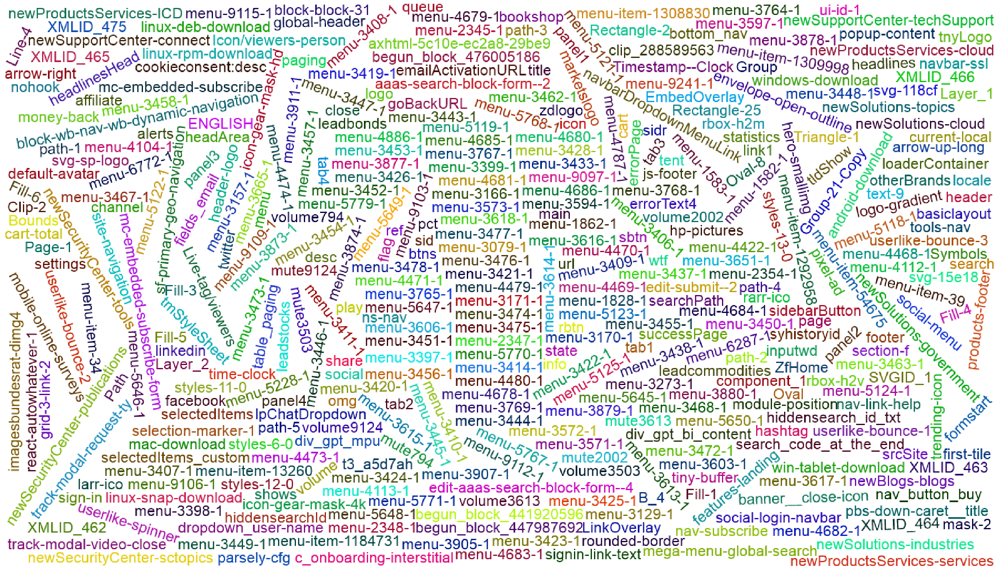 newProductsServices-ICD
menu-9115-1
block-block-31
queue
menu-item-1308830
menu-3764-1
ui-id-1
global-header
menu-3408-1
menu-4679-1
bookshop
menu-5121-1
menu-3597-1
newSupportCenter-techSupport
XMLID_475
linux-deb-download
menu-2345-1
path-3
panel1
Rectangle-2
bottom_nav
menu-3878-1
popup-content
tnyLogo
Line-4
newSupportCenter-connect
Icon/viewers-person
axhtml-5c10e-ec2a8-29be9
clip_288589563
menu-item-1309998
newProductsServices-cloud
XMLID_465
linux-rpm-download
paging
begun_block_476005186
marketslogo
Timestamp--Clock
Group
headlines
navbar-ssl
headlinesHead
cookieconsent:desc
icon-gear-mask-hd
arrow-right
menu-3419-1
emailActivationURL
title
navbarDropdownMenuLink
menu-9241-1
envelope-open-outline
windows-download
XMLID_466
nohook
mc-embedded-subscribe
menu-3911-1
menu-3447-1
aaas-search-block-form--2
menu-3448-1
svg-118cf
Layer_1
affiliate
menu-3458-1
logo
goBackURL
menu-3462-1
menu-5768-1
menu-4787-1
EmbedOverlay
newSolutions-topics
money-back
block-wb-nav-wb-dynamic-navigation
close
menu-3443-1
zdlogo
cart
Rectangle-25
rbox-h2m
newSolutions-cloud
ENGLISH
menu-4474-1
menu-3457-1
leadbonds
menu-5119-1
icon
errorPage
sidr
hero-smallimg
alerts
headArea
menu-4886-1
menu-4685-1
menu-4680-1
statistics
Triangle-1
android-download
current-local
path-1
menu-4104-1
sf-primary-geo-navigation
menu-3453-1
menu-3767-1
menu-3428-1
tab3
menu-1583-1
link1
arrow-up-long
svg-sp-logo
menu-6772-1
panel3
header-logo
tab4
menu-3877-1
menu-3399-1
menu-3433-1
tent
Oval-8
menu-1582-1
tldShow
Group-21-Copy
loaderContainer
default-avatar
menu-5122-1
fields_email
menu-3157-1
menu-3665-1
menu-3426-1
menu-4681-1
menu-9097-1
js-footer
otherBrands
locale
Fill-6
newSecurityCenter-tools
menu-3467-1
menu
menu-3452-1
menu-5649-1
menu-9103-1
menu-3166-1
menu-4686-1
menu-3768-1
styles-13-0
menu-item-1292958
text-9
header
Clip-2
channel
menu-5779-1
menu-3573-1
menu-3594-1
menu-3406-1
errorText4
logo-gradient
Bounds
site-navigation
mc-embedded-subscribe-form
volume794
menu-3454-1
menu-3874-1
pct
menu-3618-1
main
menu-1862-1
volume2002
menu-5118-1
basiclayout
cart-total
twitter
menu-9109-1
menu-3873-1
ref
menu-3477-1
hp-pictures
menu-item-54675
tools-nav
Page-1
Live-tag/viewers
flag
sid
menu-3079-1
menu-3616-1
sbtn
menu-4422-1
pixel-ad
userlike-bounce-3
settings
desc
btns
menu-3476-1
menu-3614-1
menu-4470-1
menu-4468-1
Symbols
mobile-online-surveys
userlike-bounce-2
mute9124
menu-3478-1
menu-3421-1
url
menu-3409-1
wtf
menu-3651-1
menu-4112-1
search
menu-item-34
Fill-3
menu-3473-1
table_paging
mute3503
menu-3411-1
menu-4471-1
menu-4479-1
menu-4469-1
menu-3437-1
menu-2354-1
newSolutions-government
svg-15e18
menu-item-39
products-footer
tmStyleSheet
leadstocks
menu-3765-1
menu-3171-1
menu-1828-1
edit-submit--2
path-4
searchPath
rarr-ico
social-menu
imagesbundesrat-dimg4
play
menu-5647-1
menu-3474-1
menu-5123-1
menu-4684-1
sidebarButton
Fill-4
react-autowhatever-1
menu-5646-1
menu-3446-1
ns-nav
menu-3606-1
menu-3475-1
rbtn
menu-3455-1
menu-3450-1
page
Fill-5
menu-3451-1
menu-2347-1
menu-3170-1
successPage
syhistoryid
panel2
footer
linkedin
share
menu-3397-1
menu-5770-1
state
tab1
menu-3438-1
menu-6287-1
inputwd
section-f
grid-3-link-2
newSecurityCenter-publications
Layer_2
time-clock
social
menu-3456-1
menu-3414-1
info
menu-3422-1
menu-5125-1
path-2
leadcommodities
ZfHome
menu-3463-1
Path
styles-11-0
menu-5228-1
menu-3420-1
menu-4480-1
menu-3273-1
component_1
rbox-h2v
SVGID_1
trending-icon
facebook
panel4
omg
menu-3615-1
tab2
menu-3445-1
menu-3410-1
menu-4678-1
menu-5645-1
menu-3880-1
Oval
menu-5124-1
track-modal-request-ty
selectedItems
lpChatDropdown
menu-3769-1
menu-3879-1
menu-3468-1
module-position
nav-link-help
formstart
selection-marker-1
path-5
volume9124
menu-3444-1
mute3613
menu-5650-1
hiddensearch_id_txt
mac-download
styles-6-0
div_gpt_mpu
mute794
menu-9112-1
menu-5767-1
menu-3572-1
div_gpt_bi_content
hashtag
userlike-bounce-1
selectedItems_custom
menu-4473-1
menu-3571-1
menu-3613-1
menu-3472-1
search_code_at_the_end
srcSite
first-tile
menu-3407-1
menu-item-13260
volume
t3_a5d7ah
mute2002
menu-3603-1
features-landing
win-tablet-download
XMLID_463
larr-ico
menu-9106-1
styles-12-0
menu-3424-1
menu-3907-1
volume3503
tiny-buffer
menu-3617-1
newBlogs-blogs
sign-in
linux-snap-download
shows
menu-4113-1
edit-aaas-search-block-form--4
Fill-1
banner__close-icon
nav_button_buy
userlike-spinner
menu-3398-1
icon-gear-mask-4k
menu-5771-1
volume3613
menu-3425-1
B_4
pbs-down-caret__title
hiddensearchId
menu-5648-1
begun_block_441920596
menu-3129-1
social-login-navbar
XMLID_462
dropdown_user-name
menu-2348-1
begun_block_447987692
LinkOverlay
nav-subscribe
menu-4682-1
XMLID_464
mask-2
track-modal-video-close
menu-3449-1
menu-item-1184731
menu-3905-1
menu-3423-1
rounded-border
newSolutions-industries
newSecurityCenter-sctopics
parsely-cfg
c_onboarding-interstitial
menu-4683-1
signin-link-text
mega-menu-global-search
newProductsServices-services